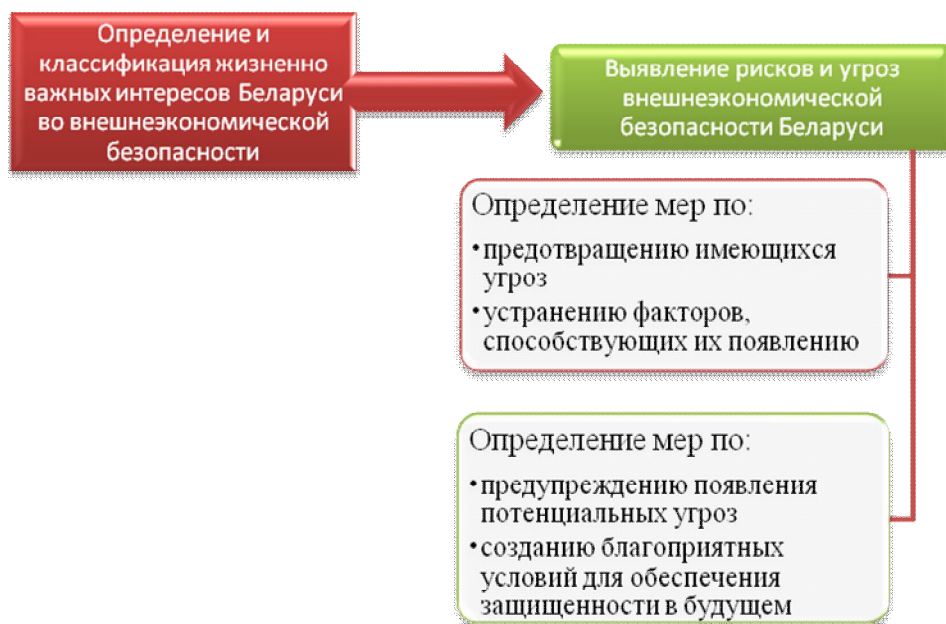 Определение и
классификация жизненно
важных интересов Беларуси
во внешнеэкономической
безопасности
Выявление рисков и угроз
внешнеэкономической
безопасности Беларуси
Определение мер по:
•предотвращению имеющихся
угроз
•устранению факторов,
способствующих их появлению
Определение мер по:
•предупреждению появления
потенциальных угроз
•созданию благоприятных
условий для обеспечения
защищенности в будущем